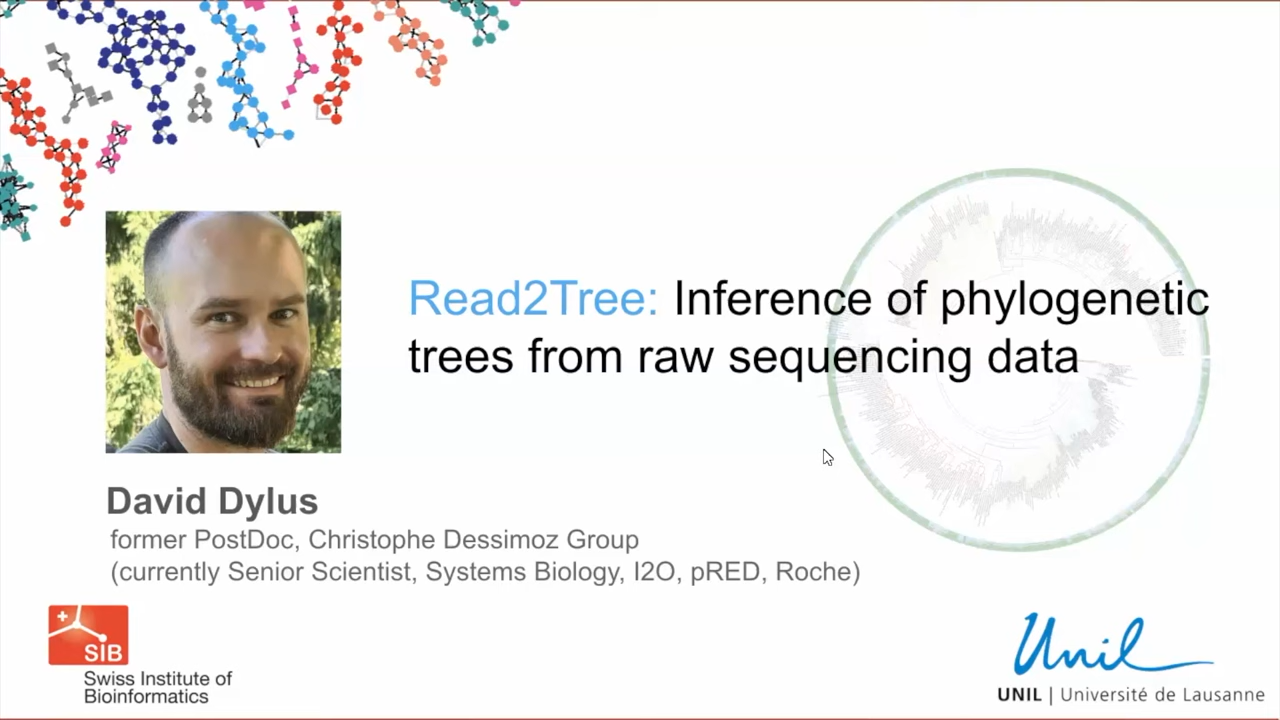 Read2Tree: Inference of phylogenetic
trees from raw sequencing data
David Dylus
former PostDoc, Christophe Dessimoz Group
(currently Senior Scientist, Systems Biology, I2O, pRED, Roche)
SIB
Swiss Institute of
Bioinformatics
Unil
UNIL | Université de Lausanne